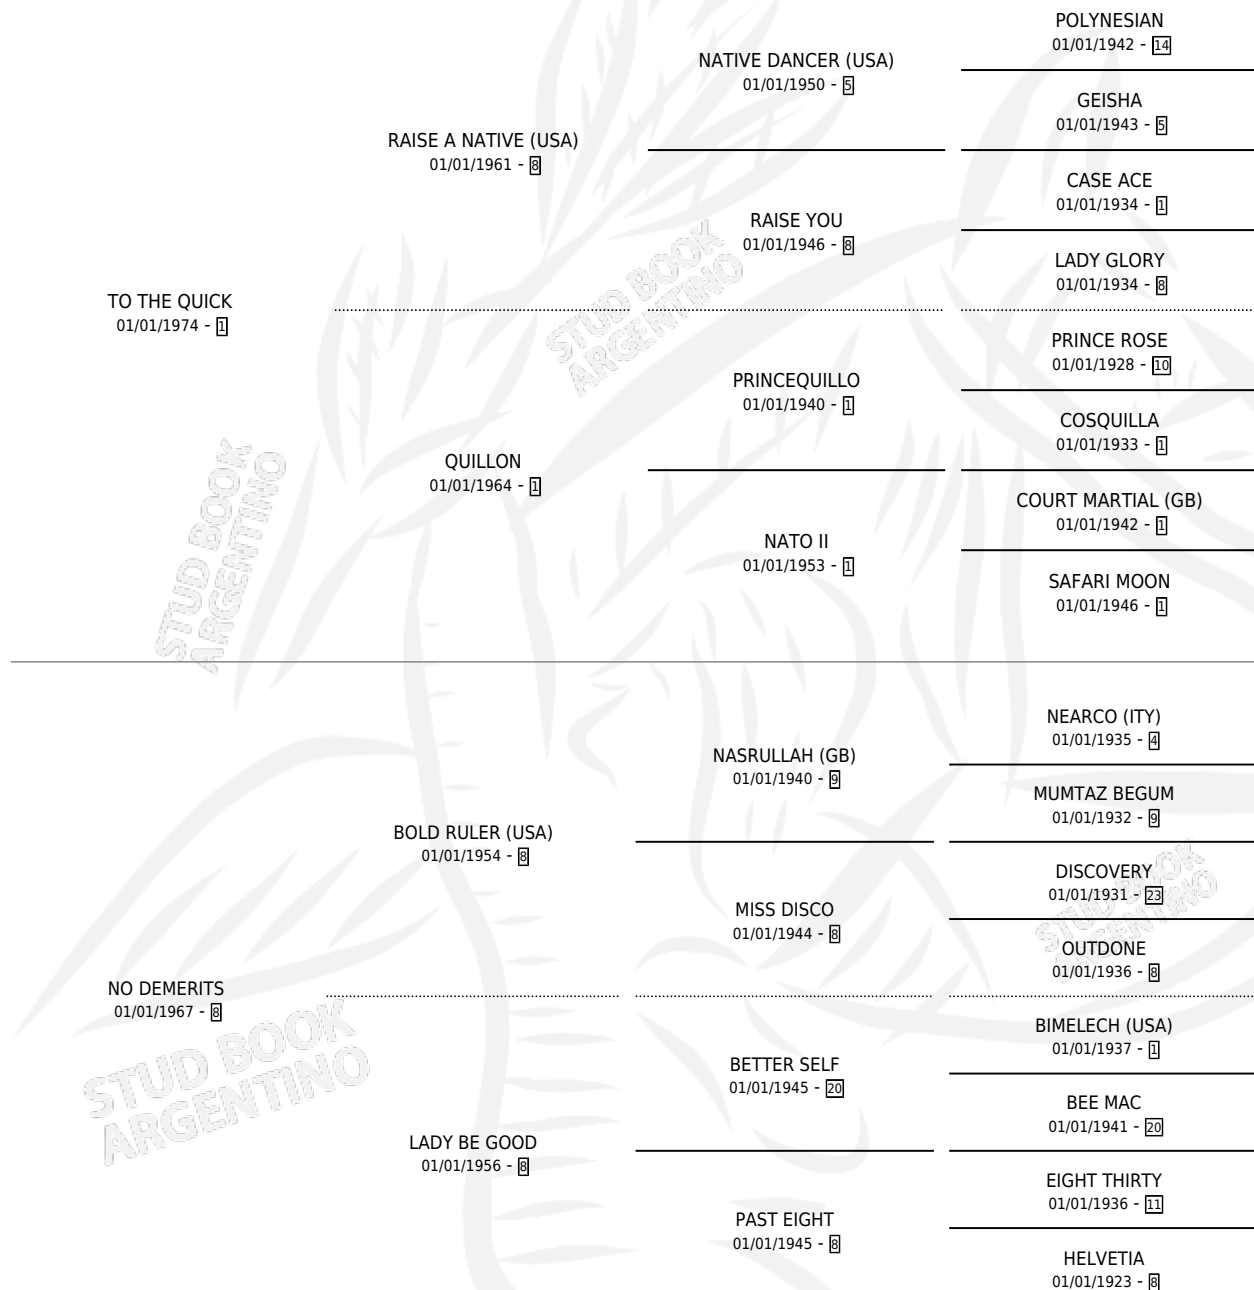 POLYNESIAN
01/01/1942 - 14
NATIVE DANCER (USA)
01/01/1950 - 5
GEISHA
01/01/1943 - 5
RAISE A NATIVE (USA)
01/01/1961 - 8
CASE ACE
01/01/1934 - 1
RAISE YOU
01/01/1946 - 8
LADY GLORY
01/01/1934 - 8
TO THE QUICK
01/01/1974 - 1
PRINCE ROSE
01/01/1928 - 10
PRINCEQUILLO
01/01/1940 - 1
COSQUILLA
01/01/1933 - 1
QUILLON
01/01/1964 - 1
COURT MARTIAL (GB)
01/01/1942 - 1
NATO II
01/01/1953 - 1
SAFARI MOON
01/01/1946 - 1
NEARCO (ITY)
01/01/1935 - 4
NASRULLAH (GB)
01/01/1940 - 9
MUMTAZ BEGUM
01/01/1932 - 9
BOLD RULER (USA)
01/01/1954 - 8
DISCOVERY
01/01/1931 - 23
MISS DISCO
01/01/1944 - 8
OUTDONE
01/01/1936 - 8
NO DEMERITS
01/01/1967 - 8
BIMELECH (USA)
01/01/1937 - 1
BETTER SELF
01/01/1945 - 20
BEE MAC
01/01/1941 - 20
LADY BE GOOD
01/01/1956 - 8
EIGHT THIRTY
01/01/1936 - 11
PAST EIGHT
01/01/1945 - 8
HELVETIA
01/01/1923 - 8
STUD BOOK
ARGENTINO
STUD BOOK
ARGENTINO
STUD BOOK
ARGENTINO
STUD BOOK
ARGENTINO